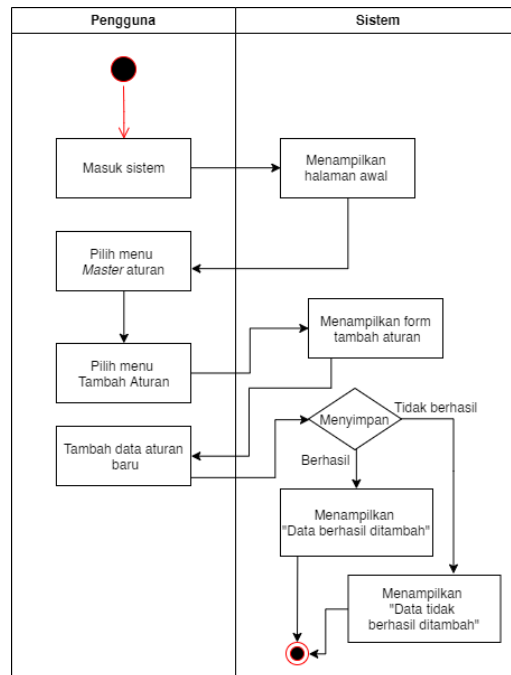 Pengguna
Sistem
Masuk sistem
Menampilkan
halaman awal
Pilih menu
Master aturan
Menampilkan form
tambah aturan
Pilih menu
Tambah Aturan
Menyimpan
Tidak berhasil
Tambah data aturan
baru
Berhasil
Menampilkan
"Data berhasil ditambah"
Menampilkan
"Data tidak
berhasil ditambah"